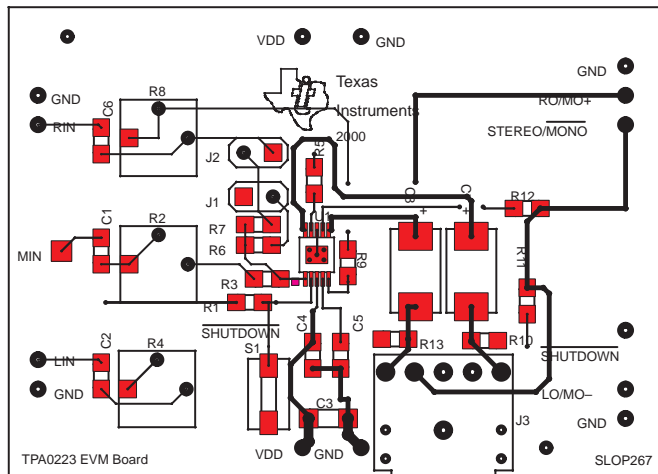 VDD
GND
Texas
Instruments
2000
GND
RO/MO+
STEREO/MONO
GND
RIN
C6
R8
J2
J1
R5
C3
C
R12
MIN
C1
R2
R7
R6
R3
R1
R9
R11
SHUTDOWN
S1
C4
C5
R13
R10
SHUTDOWN
LIN
GND
C2
R4
C3
VDD
GND
J3
LO/MO–
GND
TPA0223 EVM Board
SLOP267